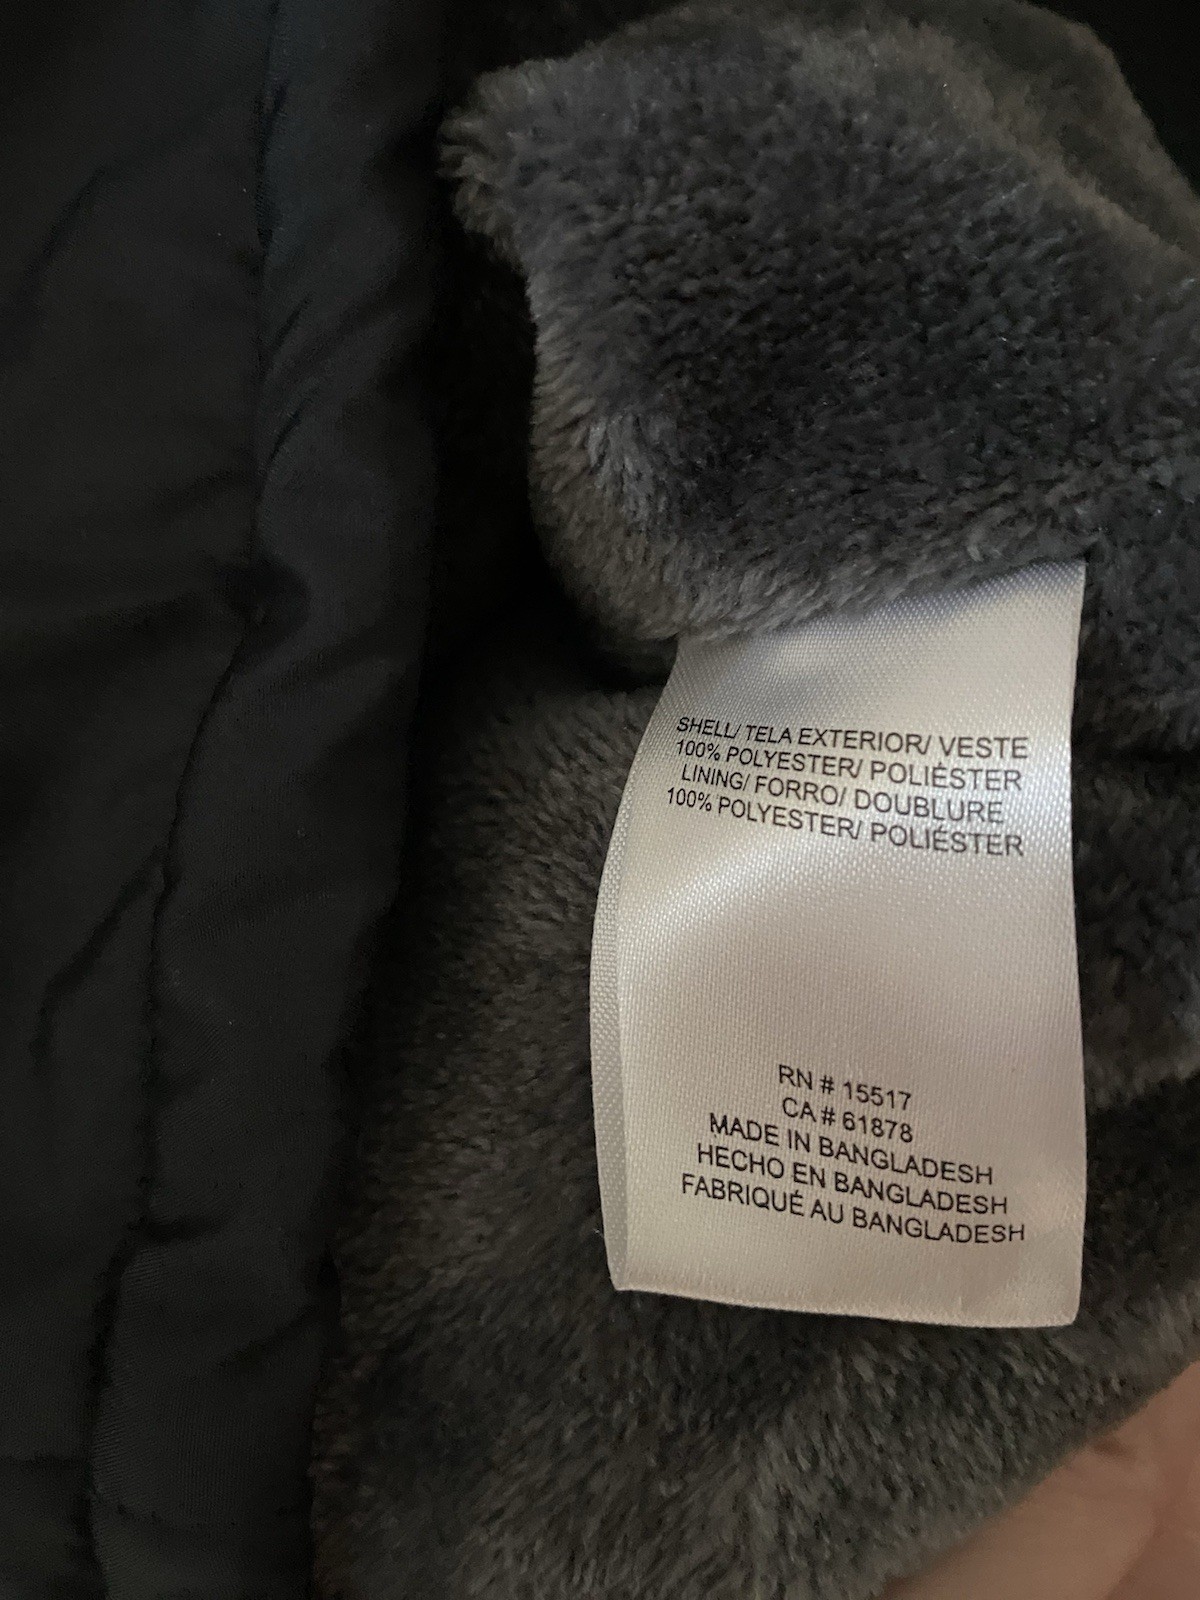 SHELL/ TELA EXTERIOR/ VESTE
100% POLYESTER/ POLIÉSTER
LINING/ FORRO/ DOUBLURE
100% POLYESTER/ POLIÉSTER
RN # 15517
CA # 61878
MADE IN BANGLADESH
HECHO EN BANGLADESH
FABRIQUÉ AU BANGLADESH